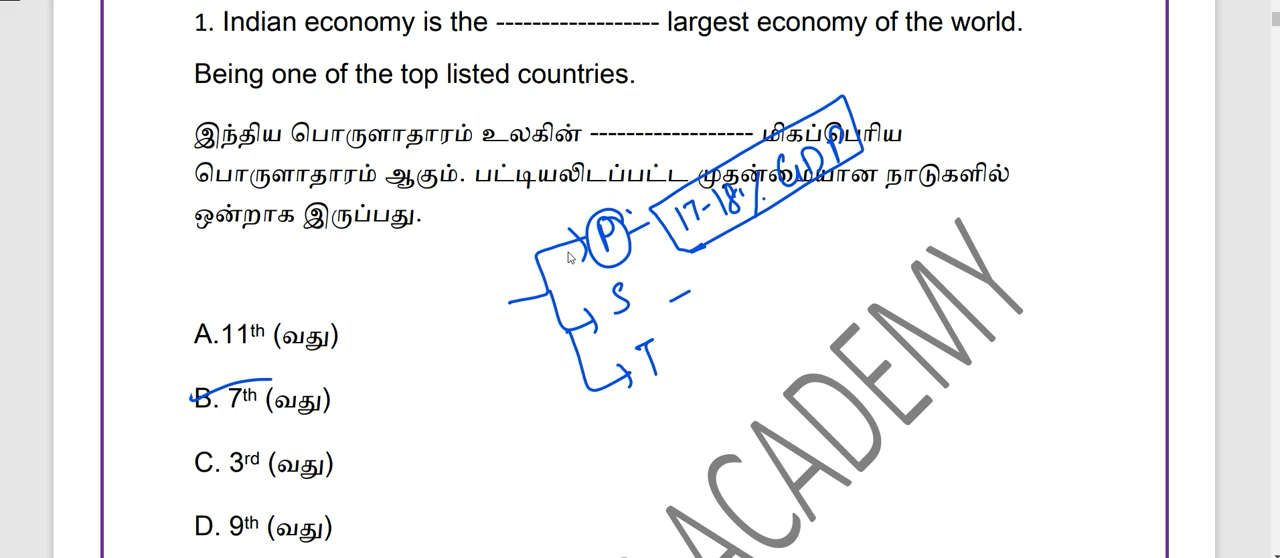 1. Indian economy is the ------------------ largest economy of the world.
Being one of the top listed countries.
இந்திய பொருளாதாரம் உலகின் ------------------ மிகப்பெரிய
பொருளாதாரம் ஆகும். பட்டியலிடப்பட்ட முதன்மையான நாடுகளில்
ஒன்றாக இருப்பது.
P - 17-18% GDP
S -
T
A.11th (வது)
B. 7th (வது)
C. 3rd (வது)
D. 9th (வது)
ACADEMY